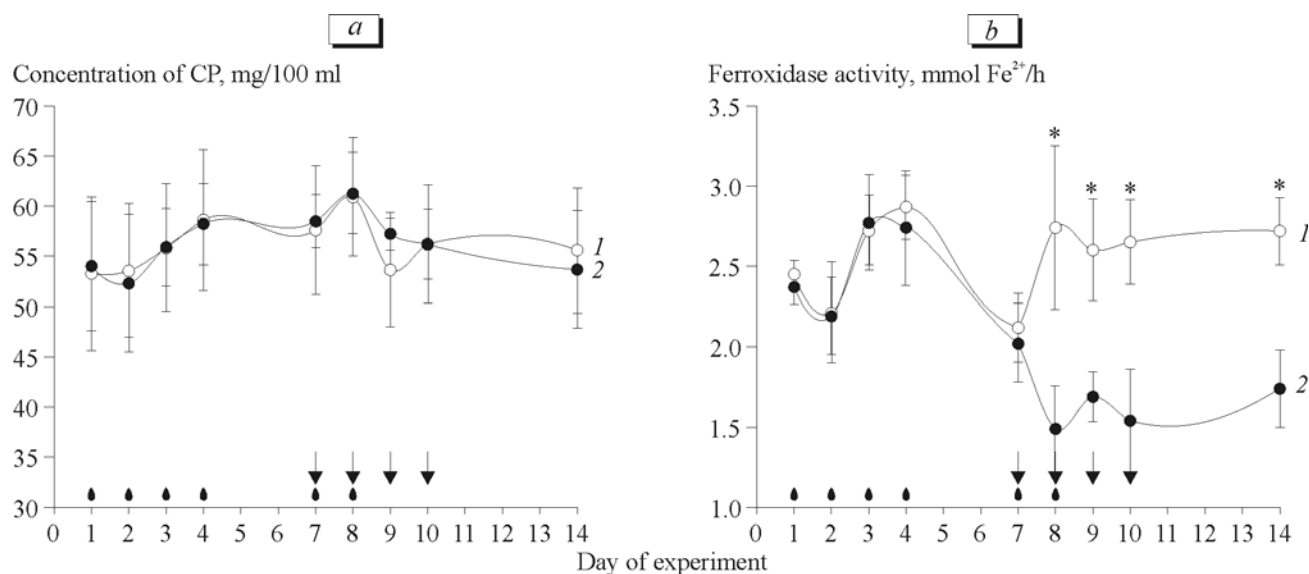 a
Concentration of CP, mg/100 ml
70
65
60
55
50
45
40
35
30
0 1 2 3 4 5 6 7 8 9 10 11 12 13 14
1
2
b
Ferroxidase activity, mmol Fe²⁺/h
3.5
3.0
2.5
2.0
1.5
1.0
0 1 2 3 4 5 6 7 8 9 10 11 12 13 14
* * * *
1
2
Day of experiment